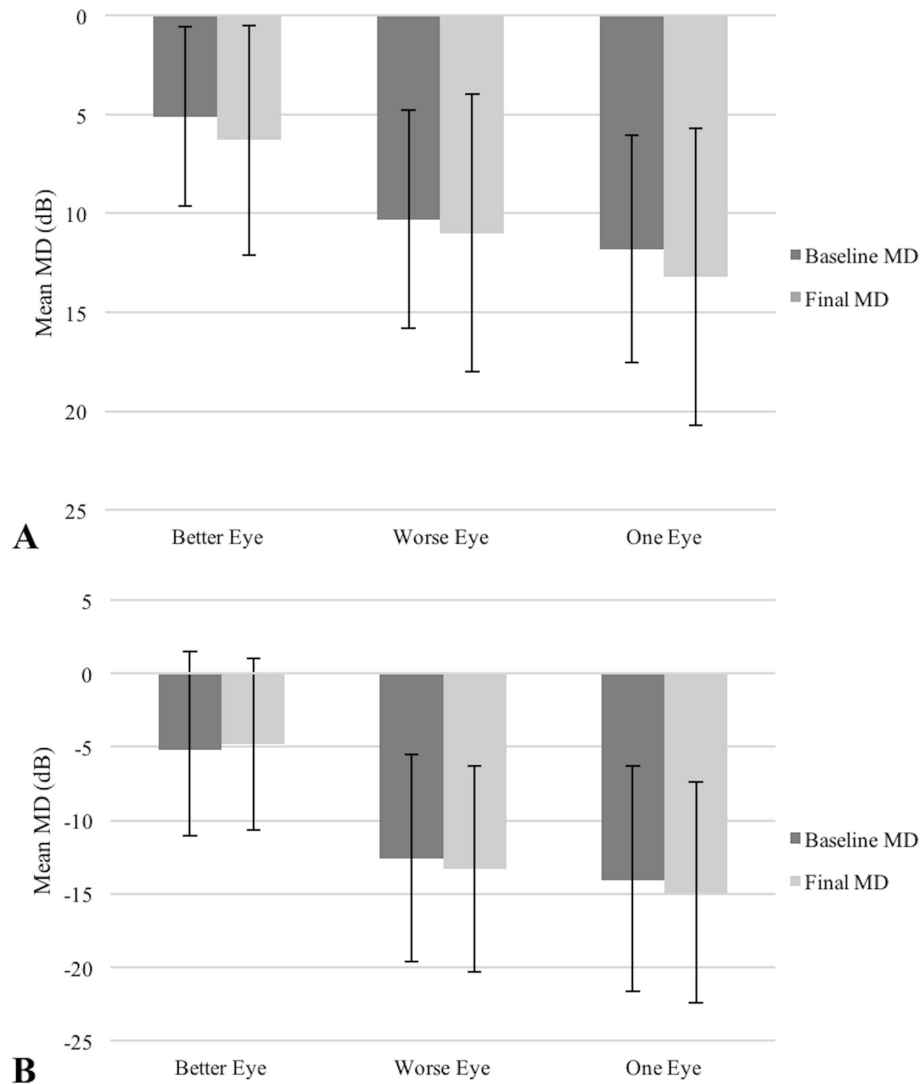 0
5
10
15
20
25
Mean MD (dB)
Baseline MD
Final MD
Better Eye Worse Eye One Eye
A
5
0
-5
-10
-15
-20
-25
Mean MD (dB)
Baseline MD
Final MD
Better Eye Worse Eye One Eye
B